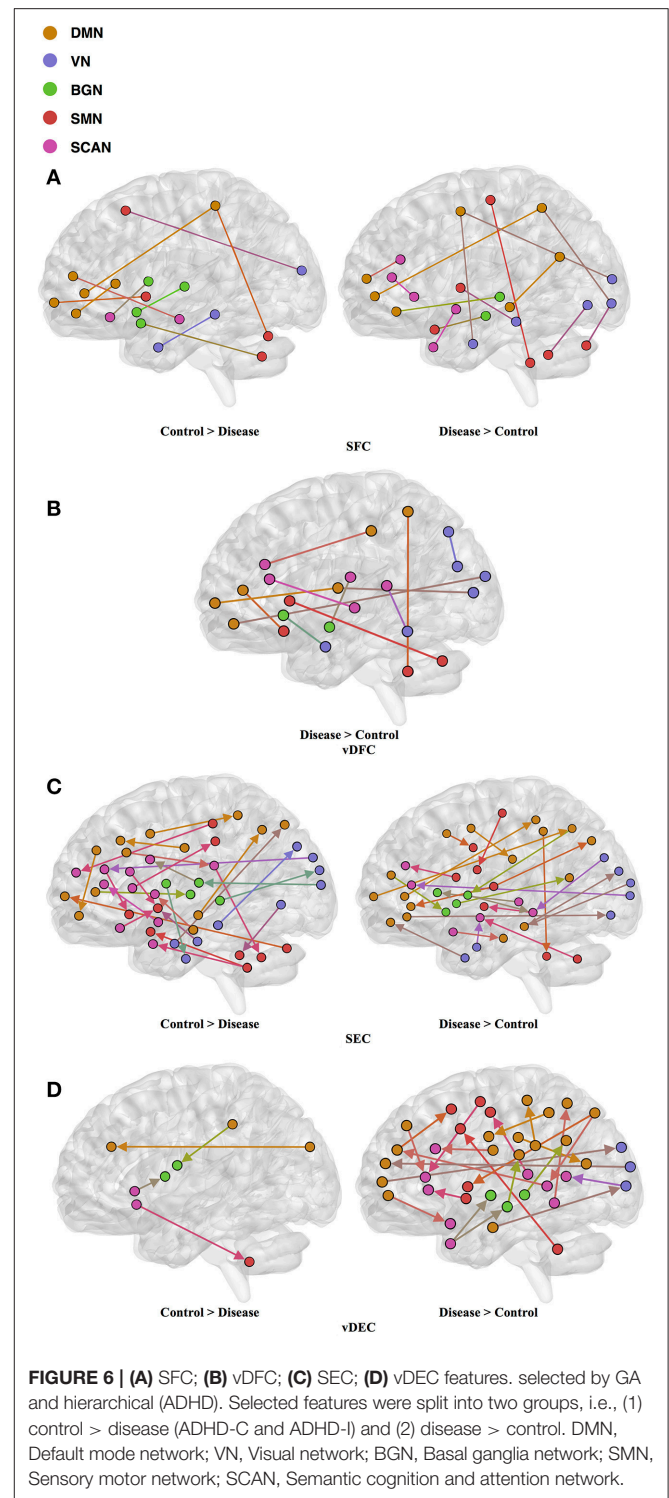 DMN
VN
BGN
SMN
SCAN
A
Control > Disease
Disease > Control
SFC
B
Disease > Control
vDFC
C
Control > Disease
Disease > Control
SEC
D
Control > Disease
Disease > Control
vDEC
FIGURE 6 | (A) SFC; (B) vDFC; (C) SEC; (D) vDEC features. selected by GA
and hierarchical (ADHD). Selected features were split into two groups, i.e., (1)
control > disease (ADHD-C and ADHD-I) and (2) disease > control. DMN,
Default mode network; VN, Visual network; BGN, Basal ganglia network; SMN,
Sensory motor network; SCAN, Semantic cognition and attention network.